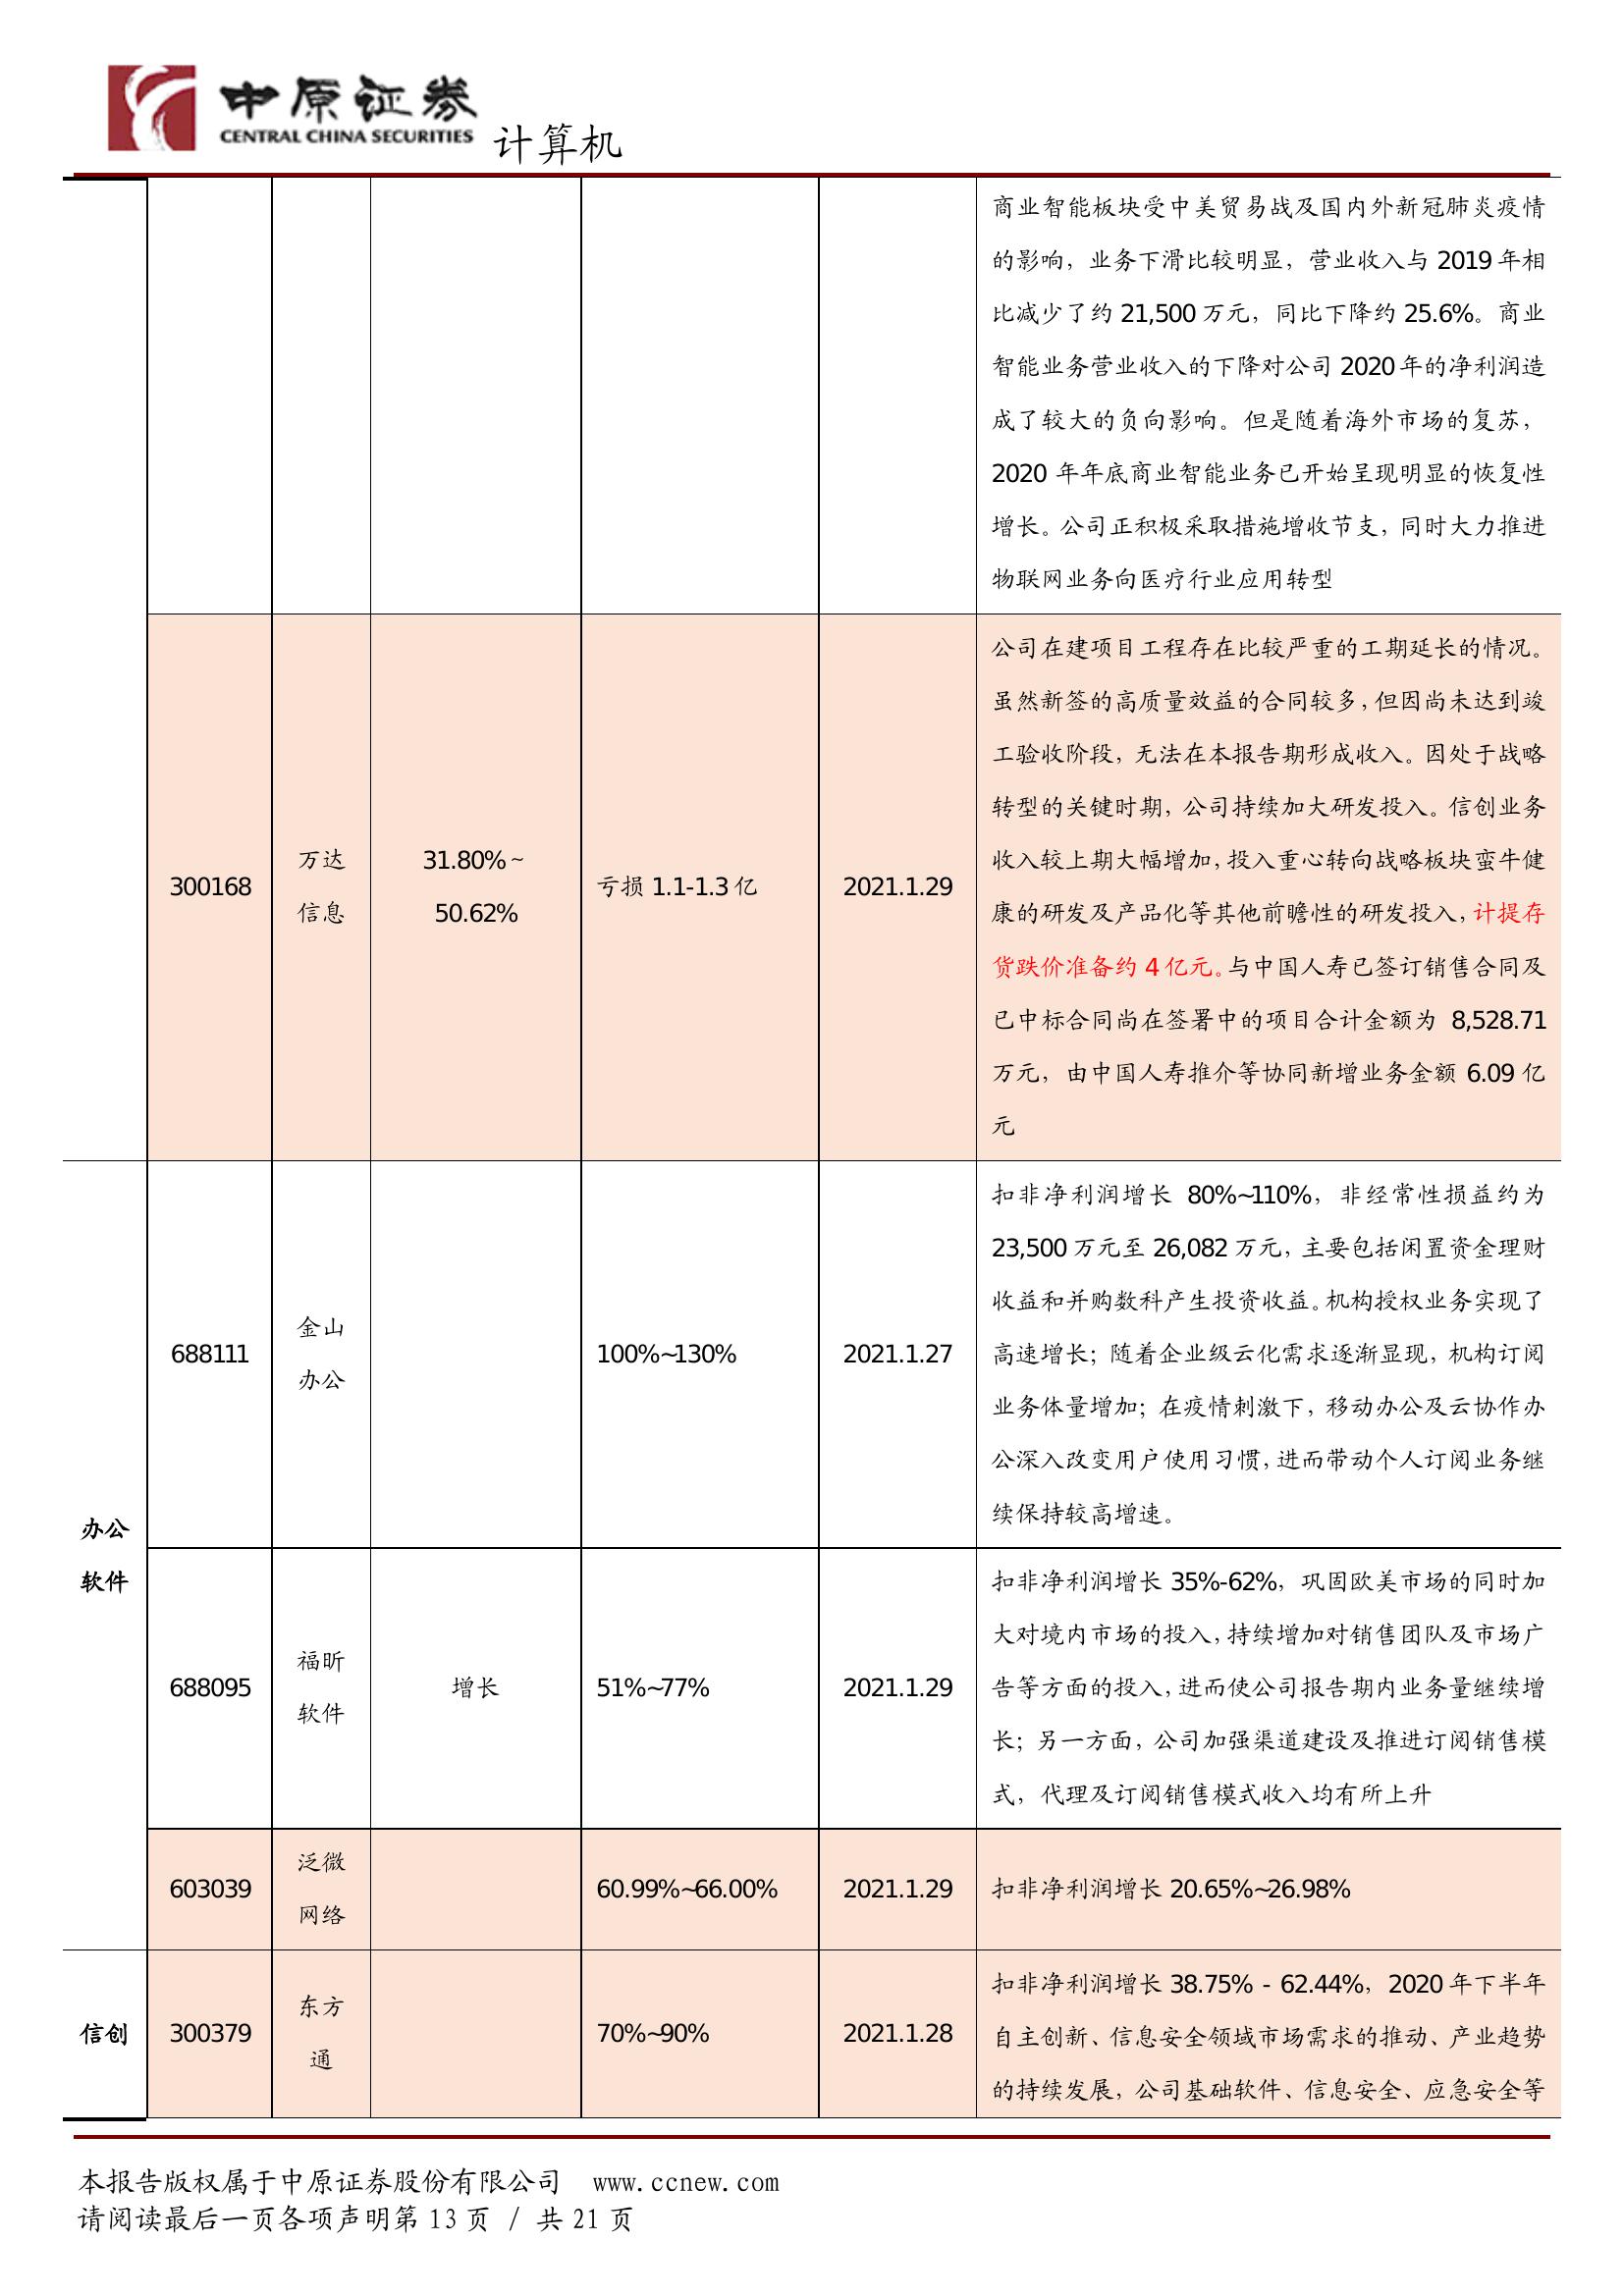 中原证券
CENTRAL CHINA SECURITIES
计算机
商业智能板块受中美贸易战及国内外新冠肺炎疫情
的影响，业务下滑比较明显，营业收入与 2019 年相
比减少了约 21,500 万元，同比下降约 25.6%。商业
智能业务营业收入的下降对公司 2020 年的净利润造
成了较大的负向影响。但是随着海外市场的复苏，
2020 年年底商业智能业务已开始呈现明显的恢复性
增长。公司正积极采取措施增收节支，同时大力推进
物联网业务向医疗行业应用转型
300168
万达
信息
31.80%~
50.62%
亏损 1.1-1.3 亿
2021.1.29
公司在建项目工程存在比较严重的工期延长的情况。
虽然新签的高质量效益的合同较多，但因尚未达到竣
工验收阶段，无法在本报告期形成收入。因处于战略
转型的关键时期，公司持续加大研发投入。信创业务
收入较上期大幅增加，投入重心转向战略板块蛮牛健
康的研发及产品化等其他前瞻性的研发投入，计提存
货跌价准备约 4 亿元。与中国人寿已签订销售合同及
已中标合同尚在签署中的项目合计金额为 8,528.71
万元，由中国人寿推介等协同新增业务金额 6.09 亿
元
办公
软件
688111
金山
办公
100%~130%
2021.1.27
扣非净利润增长 80%~110%，非经常性损益约为
23,500 万元至 26,082 万元，主要包括闲置资金理财
收益和并购数科产生投资收益。机构授权业务实现了
高速增长；随着企业级云化需求逐渐显现，机构订阅
业务体量增加；在疫情刺激下，移动办公及云协作办
公深入改变用户使用习惯，进而带动个人订阅业务继
续保持较高增速。
688095
福昕
软件
增长
51%~77%
2021.1.29
扣非净利润增长 35%-62%，巩固欧美市场的同时加
大对境内市场的投入，持续增加对销售团队及市场广
告等方面的投入，进而使公司报告期内业务量继续增
长；另一方面，公司加强渠道建设及推进订阅销售模
式，代理及订阅销售模式收入均有所上升
603039
泛微
网络
60.99%~66.00%
2021.1.29
扣非净利润增长 20.65%~26.98%
信创
300379
东方
通
70%~90%
2021.1.28
扣非净利润增长 38.75% - 62.44%，2020 年下半年
自主创新、信息安全领域市场需求的推动、产业趋势
的持续发展，公司基础软件、信息安全、应急安全等
本报告版权属于中原证券股份有限公司 www.ccnew.com
请阅读最后一页各项声明第 13 页 / 共 21 页